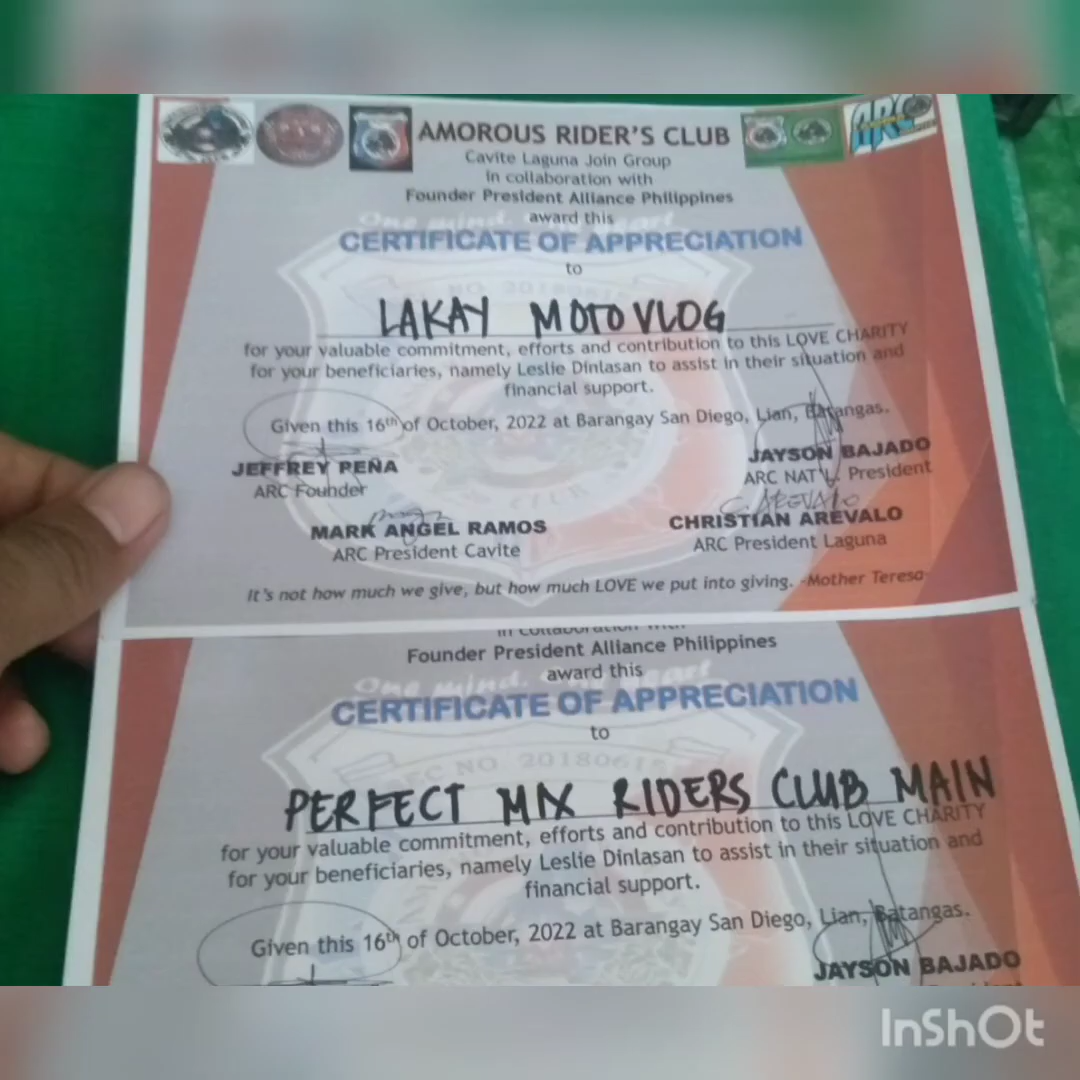 AMOROUS RIDER'S CLUB
Cavite Laguna Join Group
in collaboration with
Founder President Alliance Philippines
award this
CERTIFICATE OF APPRECIATION
to
LAKAY MOTO VLOG
for your valuable commitment, efforts and contribution to this LOVE CHARITY
for your beneficiaries, namely Leslie Dinlasan to assist in their situation and
financial support.
Given this 16th of October, 2022 at Barangay San Diego, Lian, Batangas.
JEFFREY PEÑA
ARC Founder
JAYSON BAJADO
ARC NAT'L. President
MARK ANGEL RAMOS
ARC President Cavite
C. AREVALO
CHRISTIAN AREVALO
ARC President Laguna
It's not how much we give, but how much LOVE we put into giving. -Mother Teresa-
in collaboration with
Founder President Alliance Philippines
award this
CERTIFICATE OF APPRECIATION
to
PERFECT MIX RIDERS CLUB MAIN
for your valuable commitment, efforts and contribution to this LOVE CHARITY
for your beneficiaries, namely Leslie Dinlasan to assist in their situation and
financial support.
Given this 16th of October, 2022 at Barangay San Diego, Lian, Batangas.
JAYSON BAJADO
InShOt